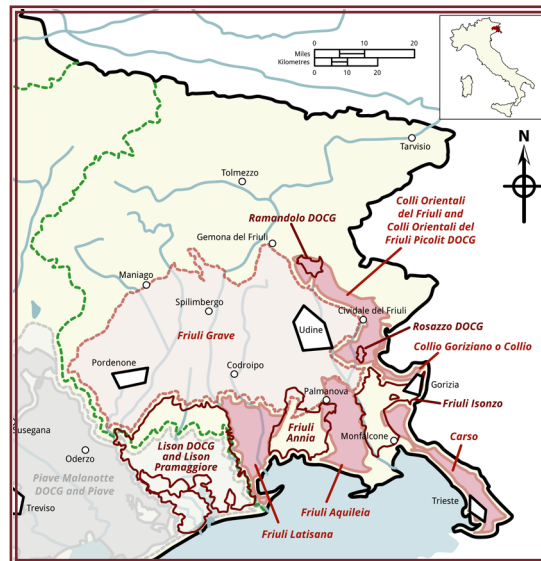 0 10 20
Miles
Kilometres
0 10 20
N
Tarvisio
Tolmezzo
Colli Orientali
del Friuli and
Colli Orientali del
Friuli Picolit DOCG
Ramandolo DOCG
Gemona del Friuli
Maniago
Spilimbergo
Cividale del Friuli
Friuli Grave
Udine
Rosazzo DOCG
Collio Goriziano o Collio
Pordenone
Codroipo
Palmanova
Gorizia
Friuli Isonzo
Friuli
Annia
Monfalcone
Carso
usegana
Oderzo
Lison DOCG
and Lison
Pramaggiore
Piave Malanotte
DOCG and Piave
Treviso
Trieste
Friuli Aquileia
Friuli Latisana